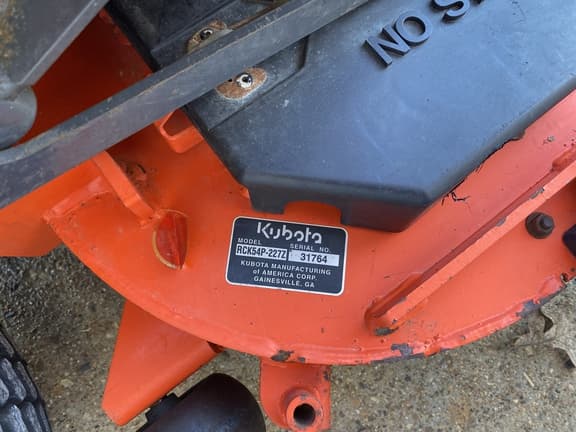 NO S
Kubota
MODEL SERIAL NO.
RCK54P-227Z 31764
KUBOTA MANUFACTURING
of AMERICA CORP.
GAINESVILLE, GA